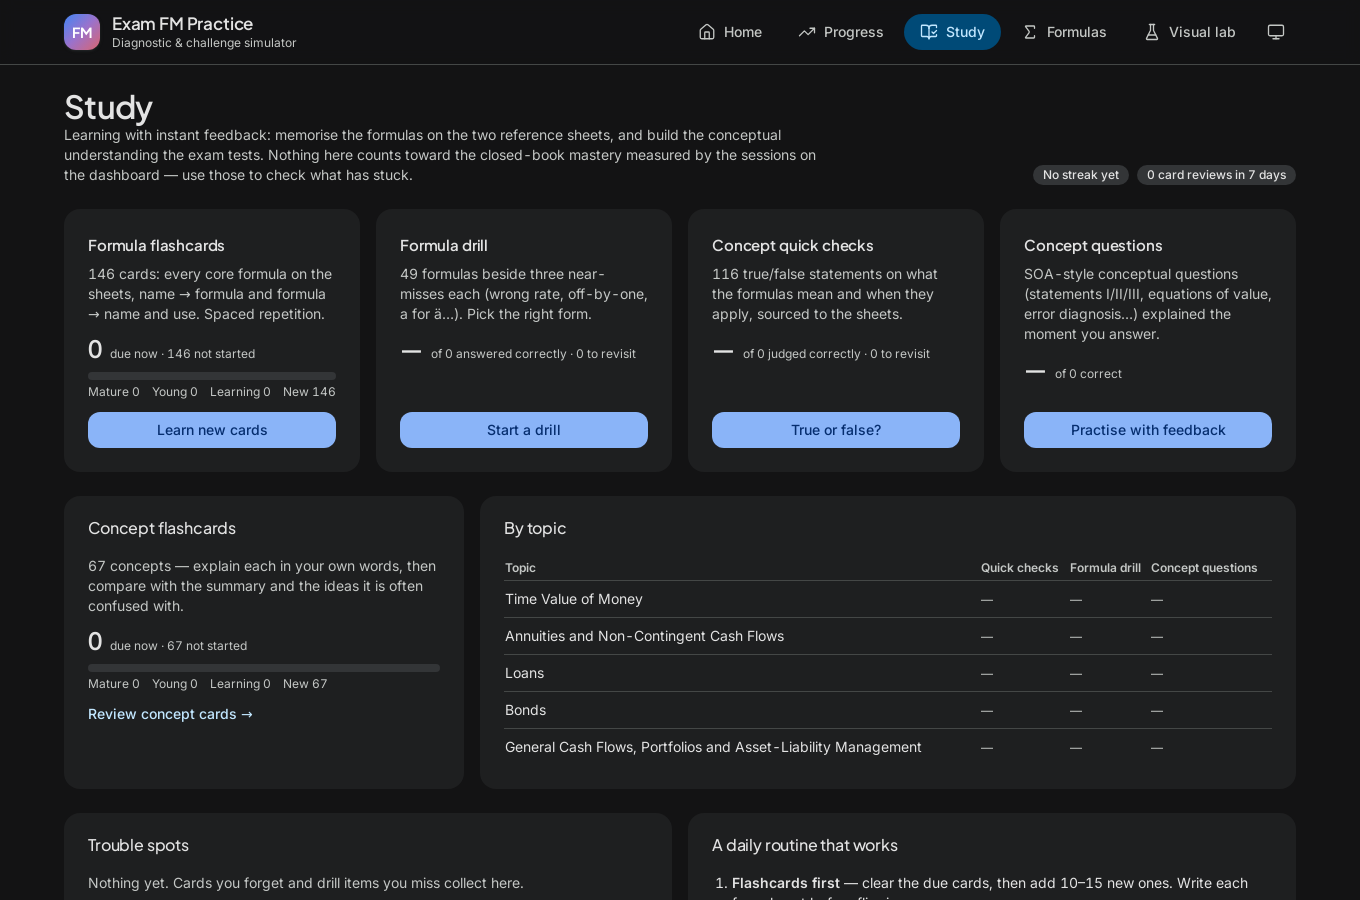 FM
Exam FM Practice
Diagnostic & challenge simulator
Home
Progress
Study
Formulas
Visual lab
Study
Learning with instant feedback: memorise the formulas on the two reference sheets, and build the conceptual
understanding the exam tests. Nothing here counts toward the closed-book mastery measured by the sessions on
the dashboard — use those to check what has stuck.
No streak yet
0 card reviews in 7 days
Formula flashcards
146 cards: every core formula on the
sheets, name → formula and formula
→ name and use. Spaced repetition.
0 due now · 146 not started
Mature 0 Young 0 Learning 0 New 146
Learn new cards
Formula drill
49 formulas beside three near-
misses each (wrong rate, off-by-one,
a for ä…). Pick the right form.
— of 0 answered correctly · 0 to revisit
Start a drill
Concept quick checks
116 true/false statements on what
the formulas mean and when they
apply, sourced to the sheets.
— of 0 judged correctly · 0 to revisit
True or false?
Concept questions
SOA-style conceptual questions
(statements I/II/III, equations of value,
error diagnosis…) explained the
moment you answer.
— of 0 correct
Practise with feedback
Concept flashcards
67 concepts — explain each in your own words, then
compare with the summary and the ideas it is often
confused with.
0 due now · 67 not started
Mature 0 Young 0 Learning 0 New 67
Review concept cards →
By topic
Topic Quick checks Formula drill Concept questions
Time Value of Money — — —
Annuities and Non-Contingent Cash Flows — — —
Loans — — —
Bonds — — —
General Cash Flows, Portfolios and Asset-Liability Management — — —
Trouble spots
Nothing yet. Cards you forget and drill items you miss collect here.
A daily routine that works
1. Flashcards first — clear the due cards, then add 10–15 new ones. Write each